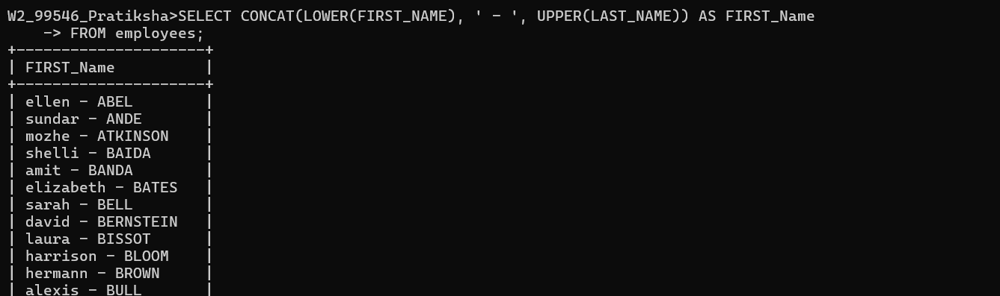 W2_99546_Pratiksha>SELECT CONCAT(LOWER(FIRST_NAME), ' - ', UPPER(LAST_NAME)) AS FIRST_Name
    -> FROM employees;
+---------------------+
| FIRST_Name          |
+---------------------+
| ellen - ABEL        |
| sundar - ANDE       |
| mozhe - ATKINSON    |
| shelli - BAIDA      |
| amit - BANDA        |
| elizabeth - BATES   |
| sarah - BELL        |
| david - BERNSTEIN   |
| laura - BISSOT      |
| harrison - BLOOM    |
| hermann - BROWN     |
| alexis - BULL       |